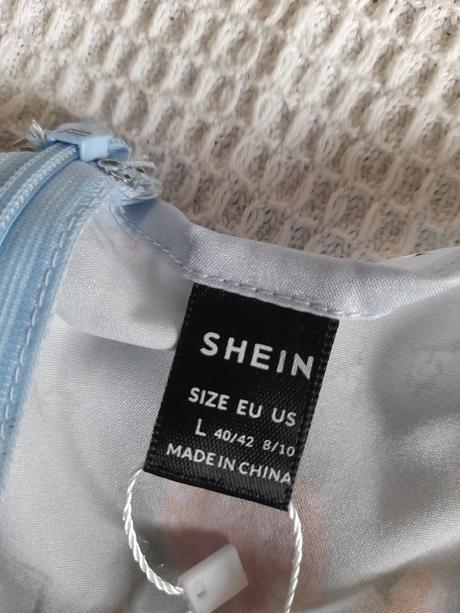 SHEIN
SIZE EU US
L 40/42 8/10
MADE IN CHINA